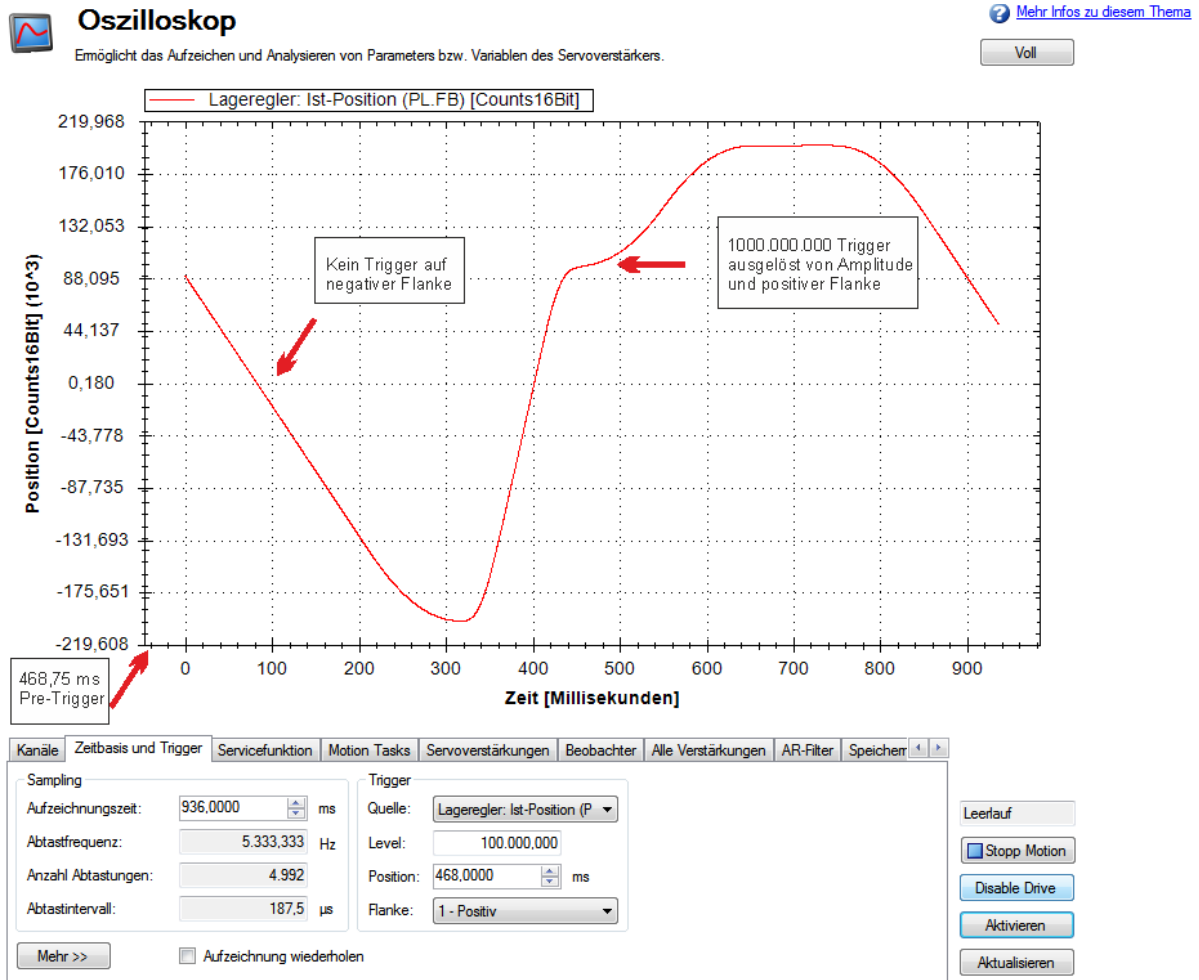 Oszilloskop
Mehr Infos zu diesem Thema
Ermöglicht das Aufzeichen und Analysieren von Parameters bzw. Variablen des Servoverstärkers.
Voll
Lageregler: Ist-Position (PL.FB) [Counts16Bit]
Position [Counts16Bit] (10^3)
219,968
176,010
132,053
88,095
44,137
0,180
-43,778
-87,735
-131,693
-175,651
-219,608
Kein Trigger auf
negativer Flanke
1000.000.000 Trigger
ausgelöst von Amplitude
und positiver Flanke
468,75 ms
Pre-Trigger
0 100 200 300 400 500 600 700 800 900
Zeit [Millisekunden]
Kanäle Zeitbasis und Trigger Servicefunktion Motion Tasks Servoverstärkungen Beobachter Alle Verstärkungen AR-Filter Speichern
Sampling
Aufzeichnungszeit: 936,0000 ms
Abtastfrequenz: 5.333,333 Hz
Anzahl Abtastungen: 4.992
Abtastintervall: 187,5 µs
Mehr >>
Aufzeichnung wiederholen
Trigger
Quelle: Lageregler: Ist-Position (P
Level: 100.000,000
Position: 468,0000 ms
Flanke: 1 - Positiv
Leerlauf
Stopp Motion
Disable Drive
Aktivieren
Aktualisieren